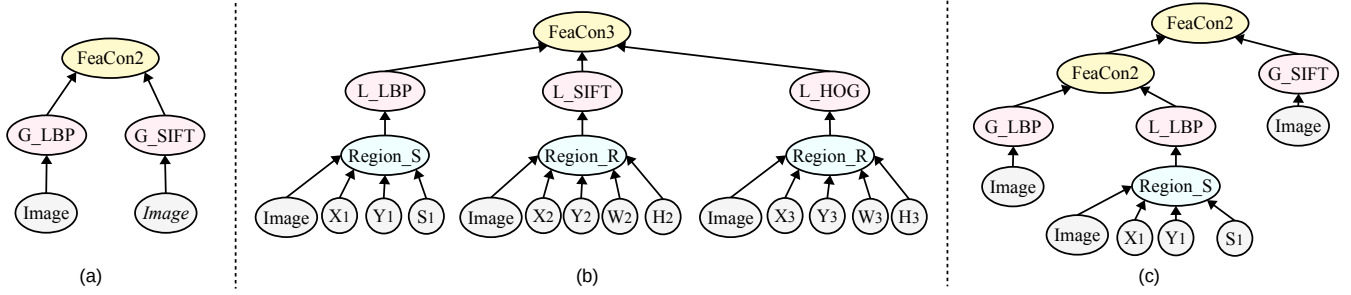 FeaCon2
G_LBP G_SIFT
Image Image
(a)
FeaCon3
L_LBP L_SIFT L_HOG
Region_S Region_R Region_R
Image X1 Y1 S1 Image X2 Y2 W2 H2 Image X3 Y3 W3 H3
(b)
FeaCon2
FeaCon2 G_SIFT
G_LBP L_LBP Image
Image Region_S
Image X1 Y1 S1
(c)